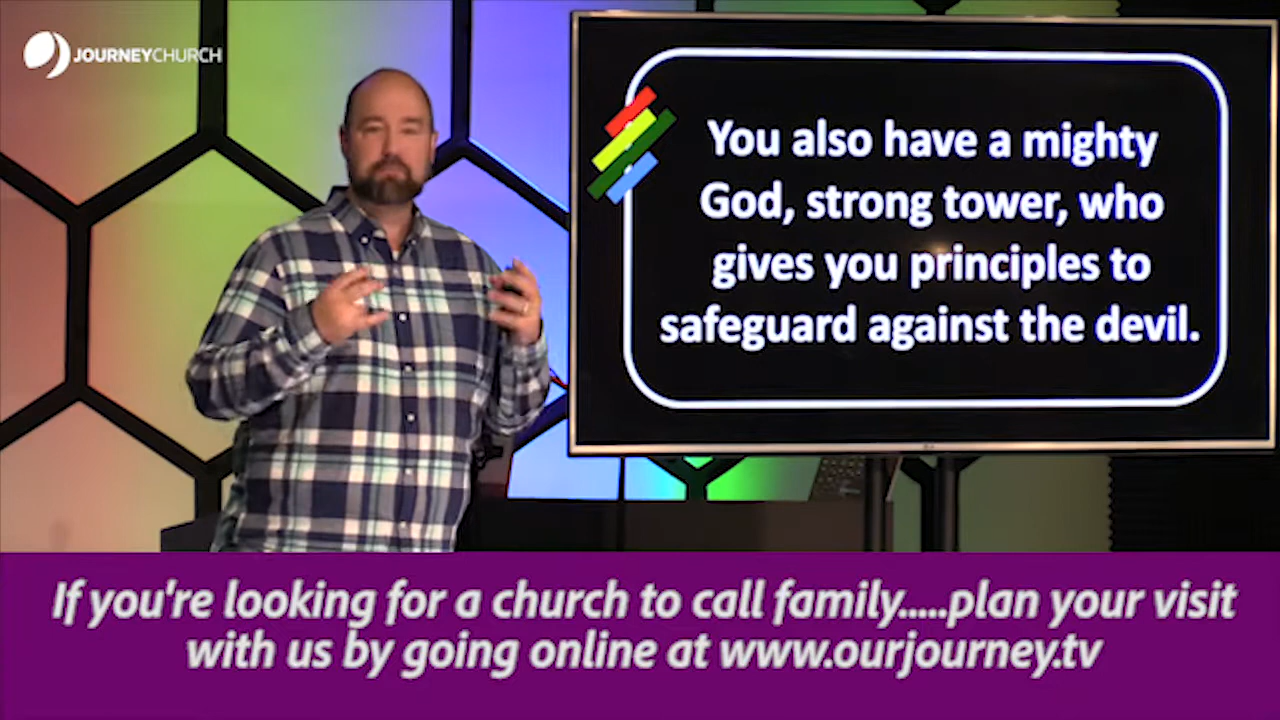 JOURNEYCHURCH
You also have a mighty
God, strong tower, who
gives you principles to
safeguard against the devil.
If you're looking for a church to call family.....plan your visit
with us by going online at www.ourjourney.tv